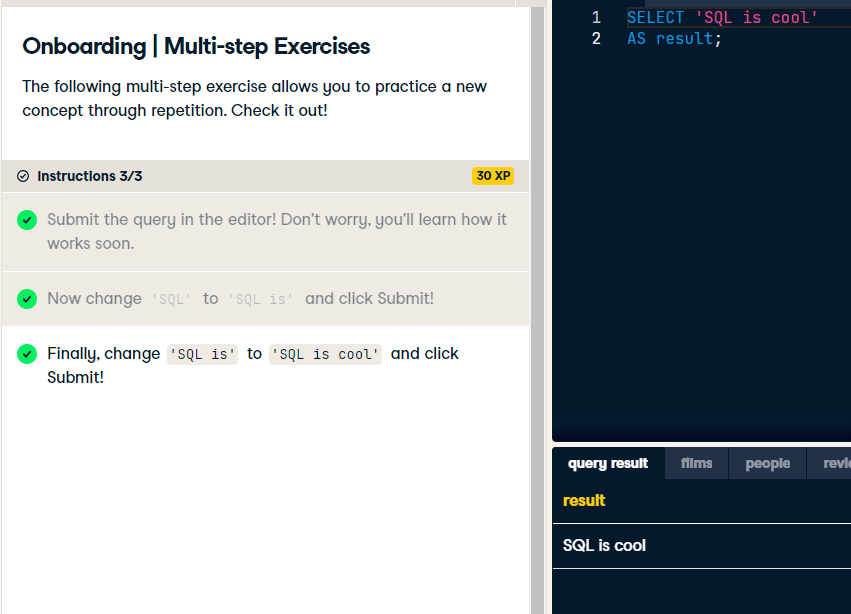 Onboarding | Multi-step Exercises
The following multi-step exercise allows you to practice a new
concept through repetition. Check it out!
Instructions 3/3
30 XP
Submit the query in the editor! Don't worry, you'll learn how it
works soon.
Now change 'SQL' to 'SQL is' and click Submit!
Finally, change 'SQL is' to 'SQL is cool' and click
Submit!
1 SELECT 'SQL is cool'
2 AS result;
query result films people
result
SQL is cool